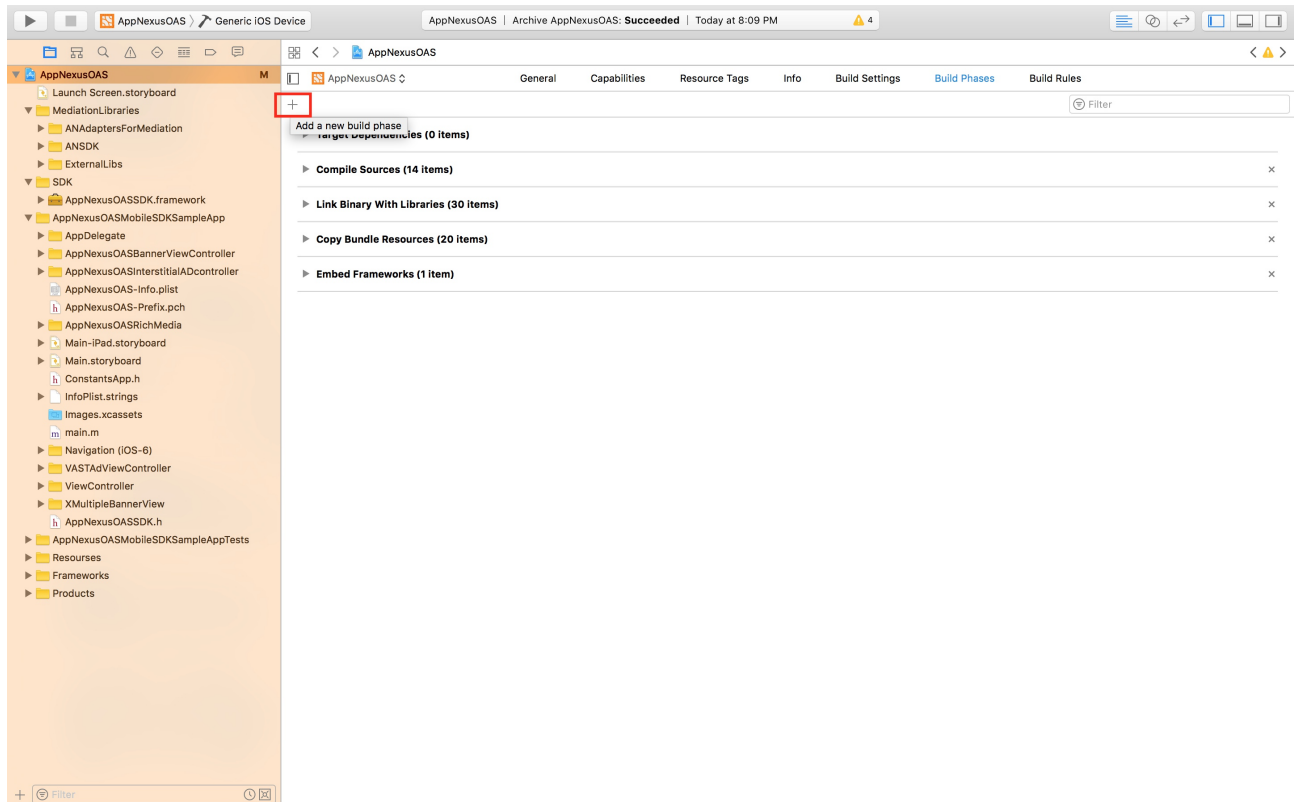 AppNexusOAS 〉 Generic iOS Device
AppNexusOAS | Archive AppNexusOAS: Succeeded | Today at 8:09 PM
4
AppNexusOAS
AppNexusOAS M
Launch Screen.storyboard
MediationLibraries
ANAdaptersForMediation
ANSDK
ExternalLibs
SDK
AppNexusOASSDK.framework
AppNexusOASMobileSDKSampleApp
AppDelegate
AppNexusOASBannerViewController
AppNexusOASInterstitialADcontroller
AppNexusOAS-Info.plist
h AppNexusOAS-Prefix.pch
AppNexusOASRichMedia
Main-iPad.storyboard
Main.storyboard
h ConstantsApp.h
InfoPlist.strings
Images.xcassets
m main.m
Navigation (iOS-6)
VASTAdViewController
ViewController
XMultipleBannerView
h AppNexusOASSDK.h
AppNexusOASMobileSDKSampleAppTests
Resourses
Frameworks
Products
Filter
AppNexusOAS
General Capabilities Resource Tags Info Build Settings Build Phases Build Rules
Filter
Add a new build phase
Target Dependencies (0 items)
Compile Sources (14 items)
Link Binary With Libraries (30 items)
Copy Bundle Resources (20 items)
Embed Frameworks (1 item)